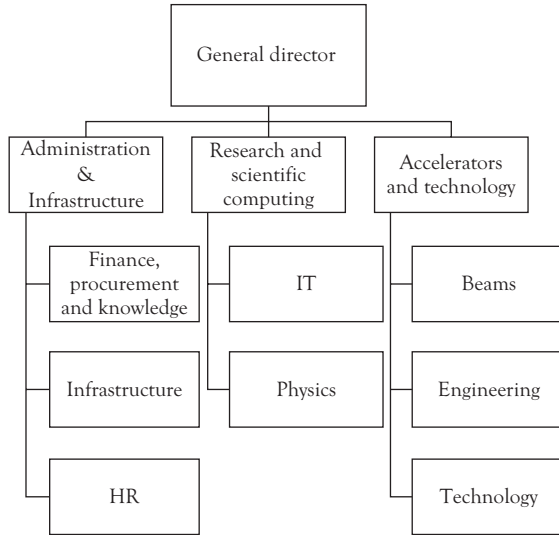 General director
Administration
&
Infrastructure
Research and
scientific
computing
Accelerators
and technology
Finance,
procurement
and knowledge
IT
Beams
Infrastructure
Physics
Engineering
HR
Technology